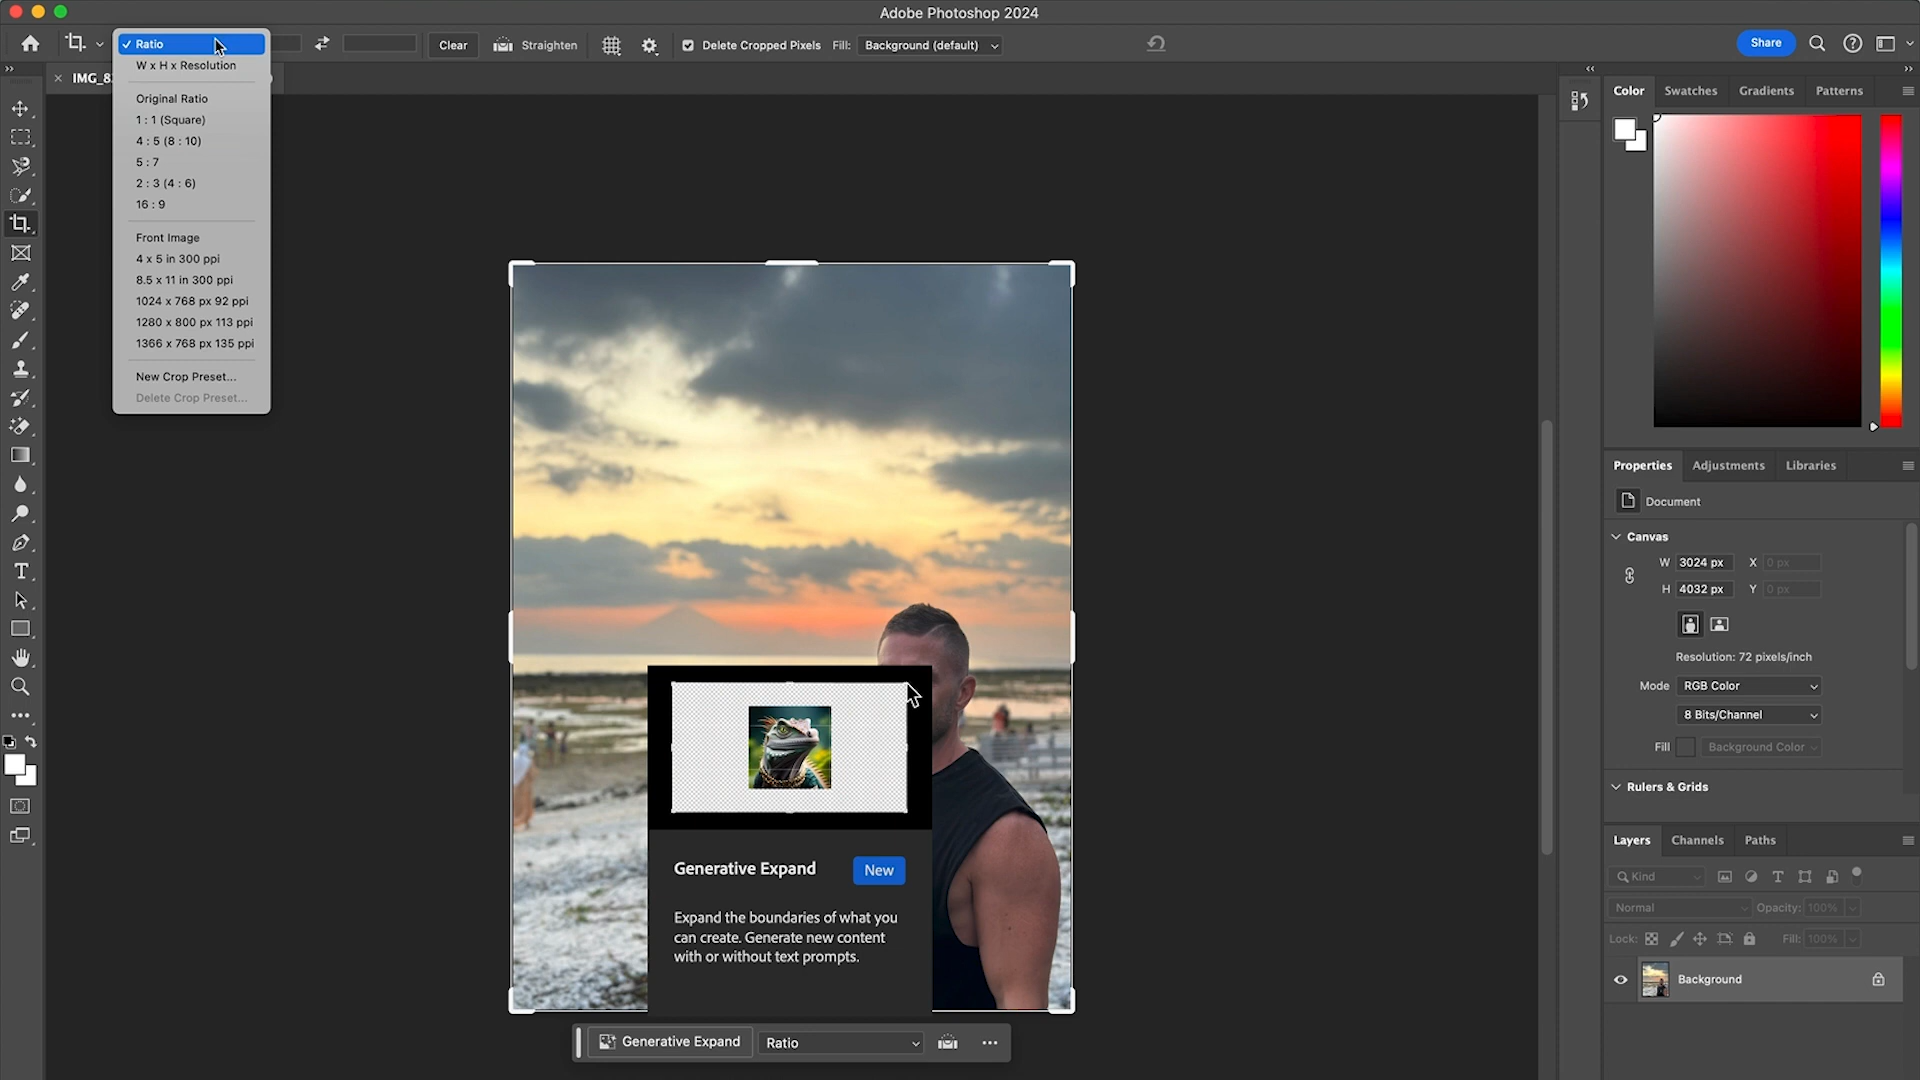 Adobe Photoshop 2024
Clear
Straighten
Delete Cropped Pixels
Fill:
Background (default)
Share
Ratio
W x H x Resolution
Original Ratio
1 : 1 (Square)
4 : 5 (8 : 10)
5 : 7
2 : 3 (4 : 6)
16 : 9
Front Image
4 x 5 in 300 ppi
8.5 x 11 in 300 ppi
1024 x 768 px 92 ppi
1280 x 800 px 113 ppi
1366 x 768 px 135 ppi
New Crop Preset...
Delete Crop Preset...
Generative Expand
New
Expand the boundaries of what you
can create. Generate new content
with or without text prompts.
Generative Expand
Ratio
Color
Swatches
Gradients
Patterns
Properties
Adjustments
Libraries
Document
Canvas
W 3024 px X 0 px
H 4032 px Y 0 px
Resolution: 72 pixels/inch
Mode RGB Color
8 Bits/Channel
Fill Background Color
Rulers & Grids
Layers
Channels
Paths
Kind
Normal
Opacity: 100%
Lock:
Fill: 100%
Background